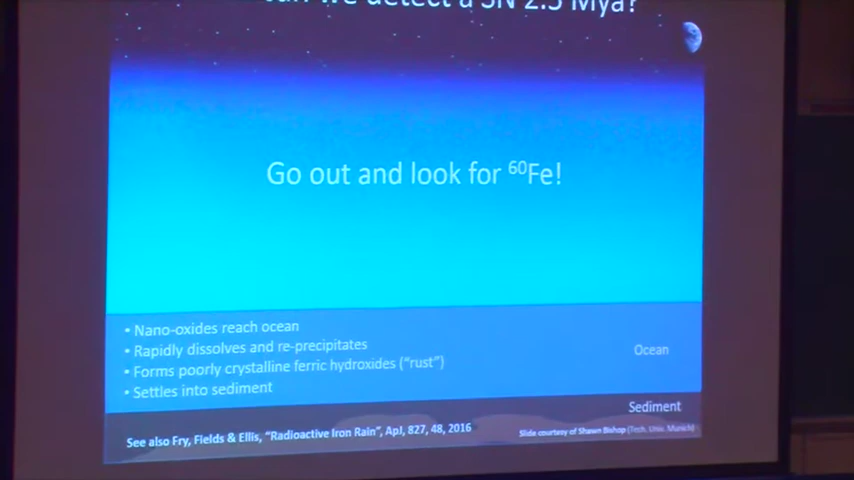 we detect a SN 2.5 Mya?
Go out and look for ⁶⁰Fe!
• Nano-oxides reach ocean
• Rapidly dissolves and re-precipitates
• Forms poorly crystalline ferric hydroxides ("rust")
• Settles into sediment
Ocean
Sediment
See also Fry, Fields & Ellis, "Radioactive Iron Rain", ApJ, 827, 48, 2016
Slide courtesy of Shawn Bishop (Tech. Univ. Munich)